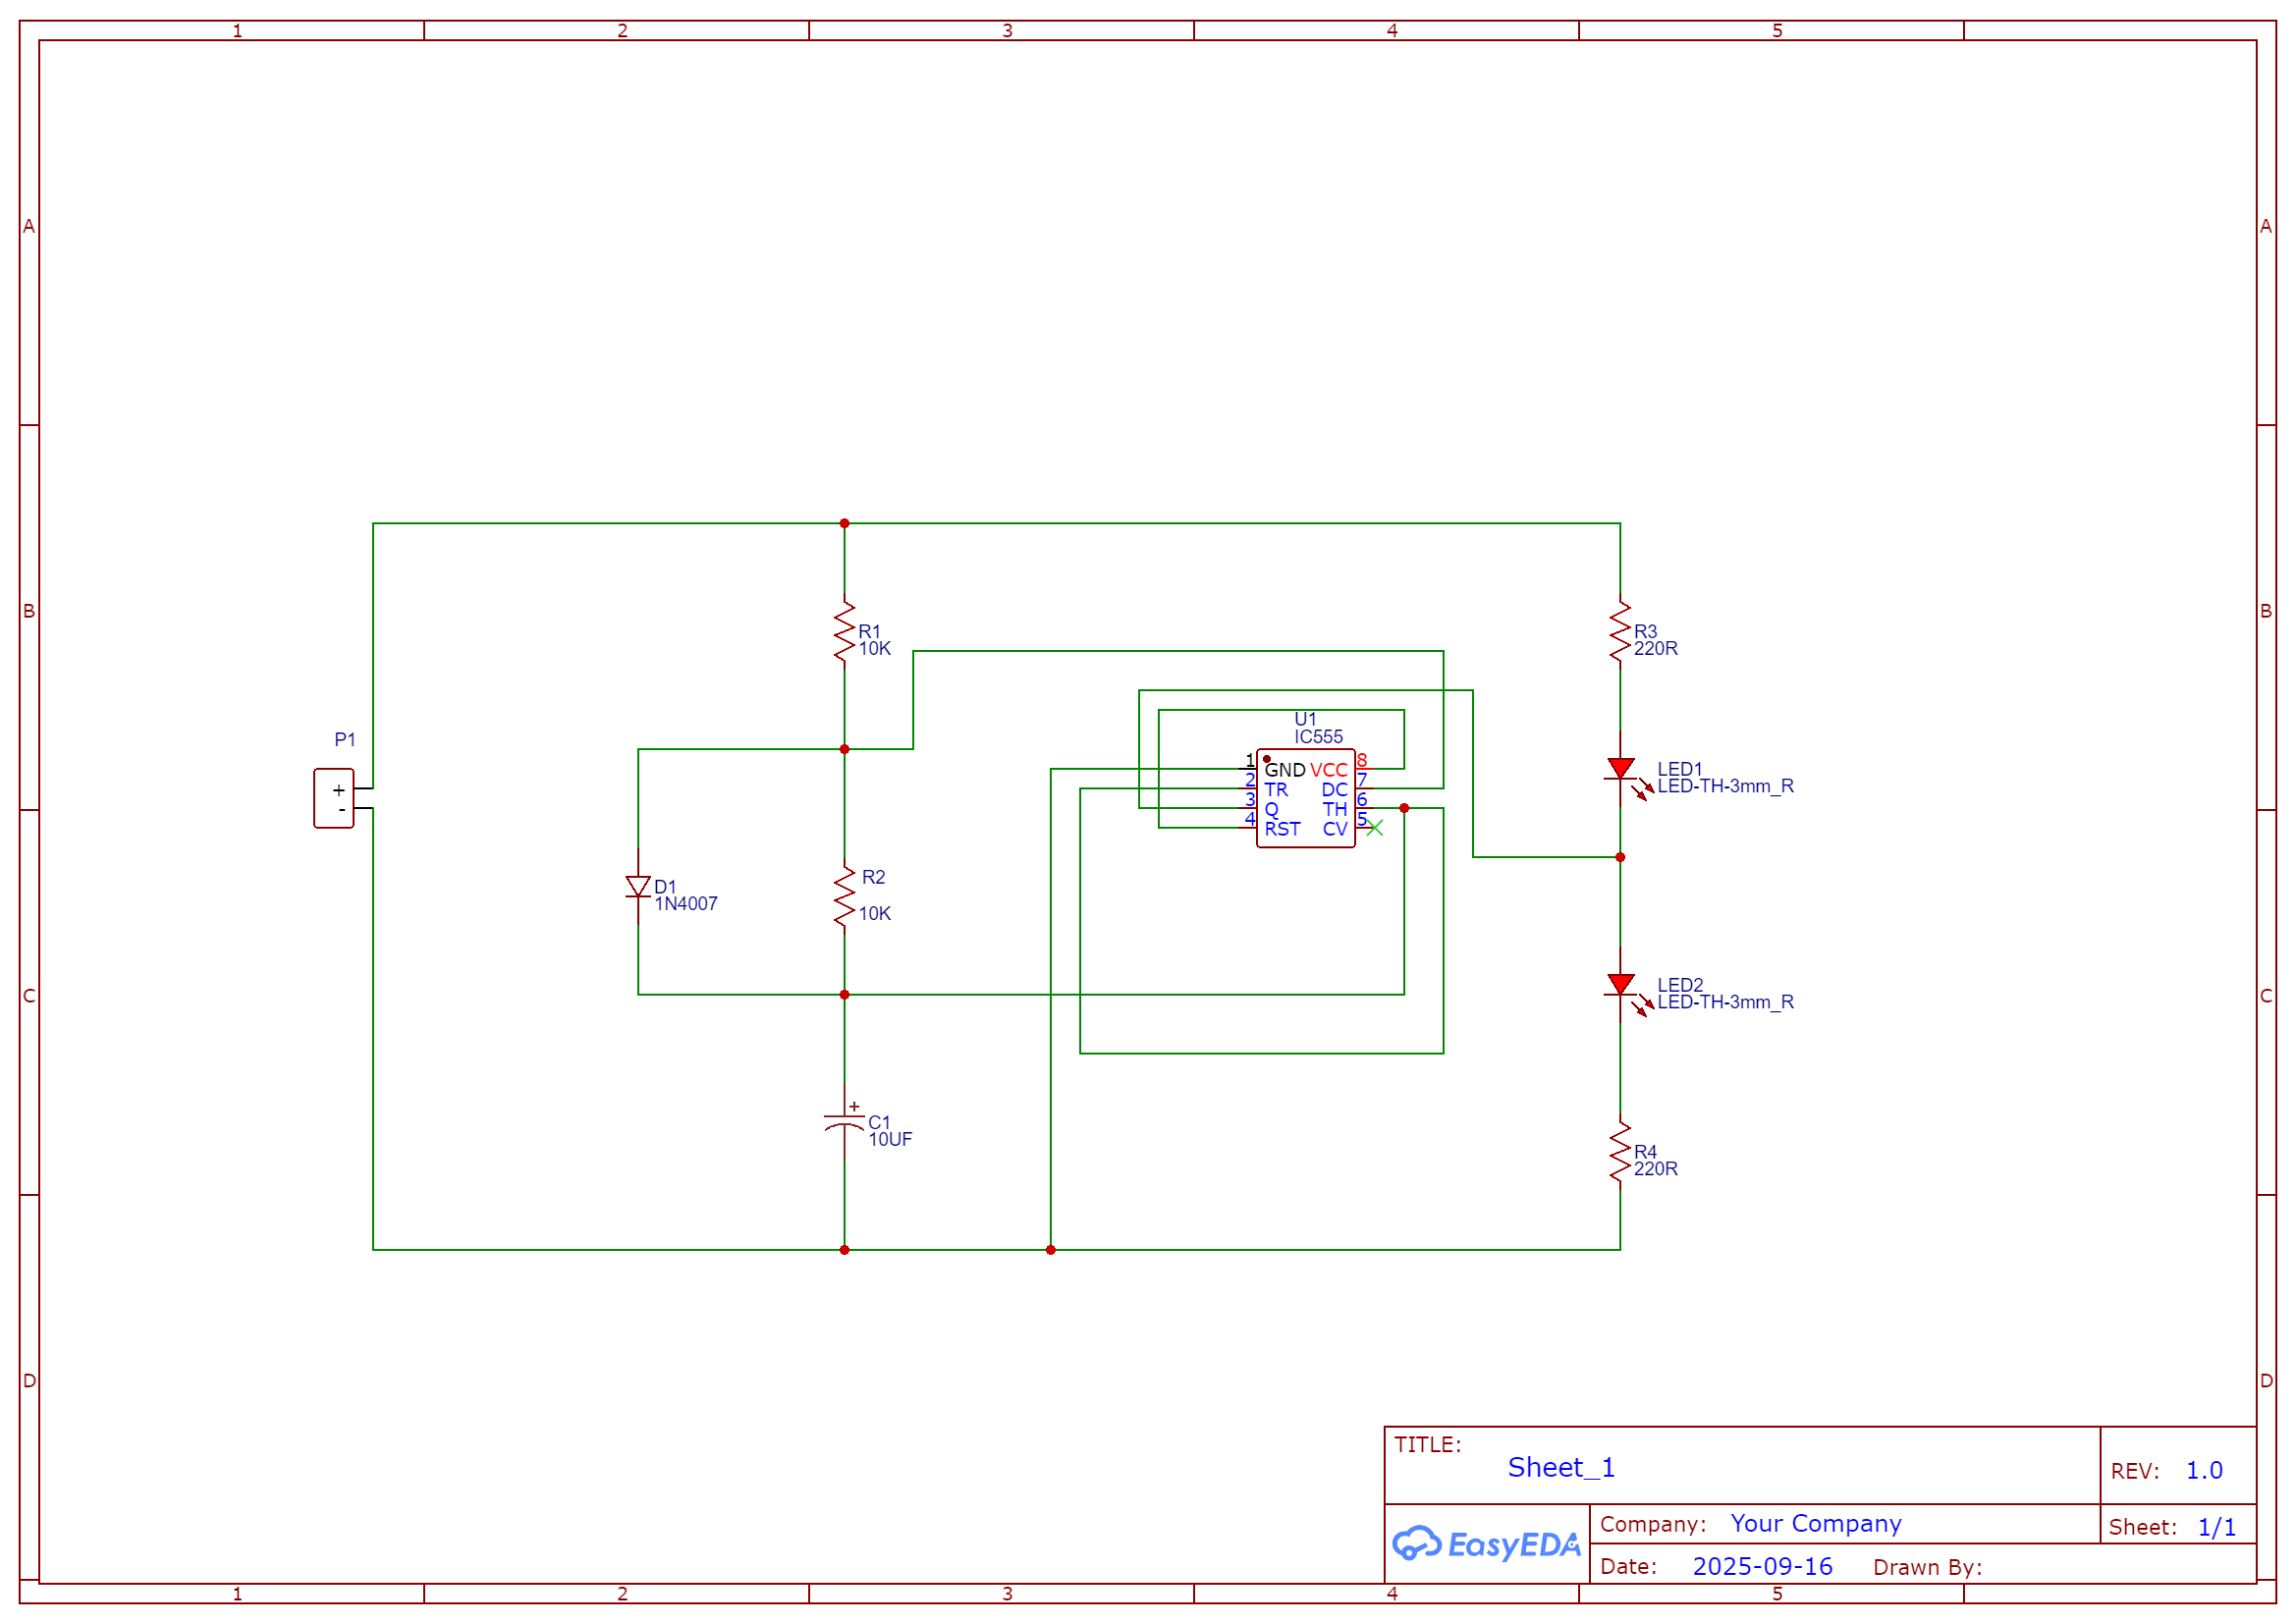 1 2 3 4 5
A A
B B
C C
D D
P1
+
-
R1
10K
R2
10K
D1
1N4007
C1
+
10UF
U1
IC555
1 GND VCC 8
2 TR DC 7
3 Q TH 6
4 RST CV 5
R3
220R
LED1
LED-TH-3mm_R
LED2
LED-TH-3mm_R
R4
220R
TITLE:
Sheet_1
REV: 1.0
EasyEDA
Company: Your Company
Sheet: 1/1
Date: 2025-09-16 Drawn By:
1 2 3 4 5